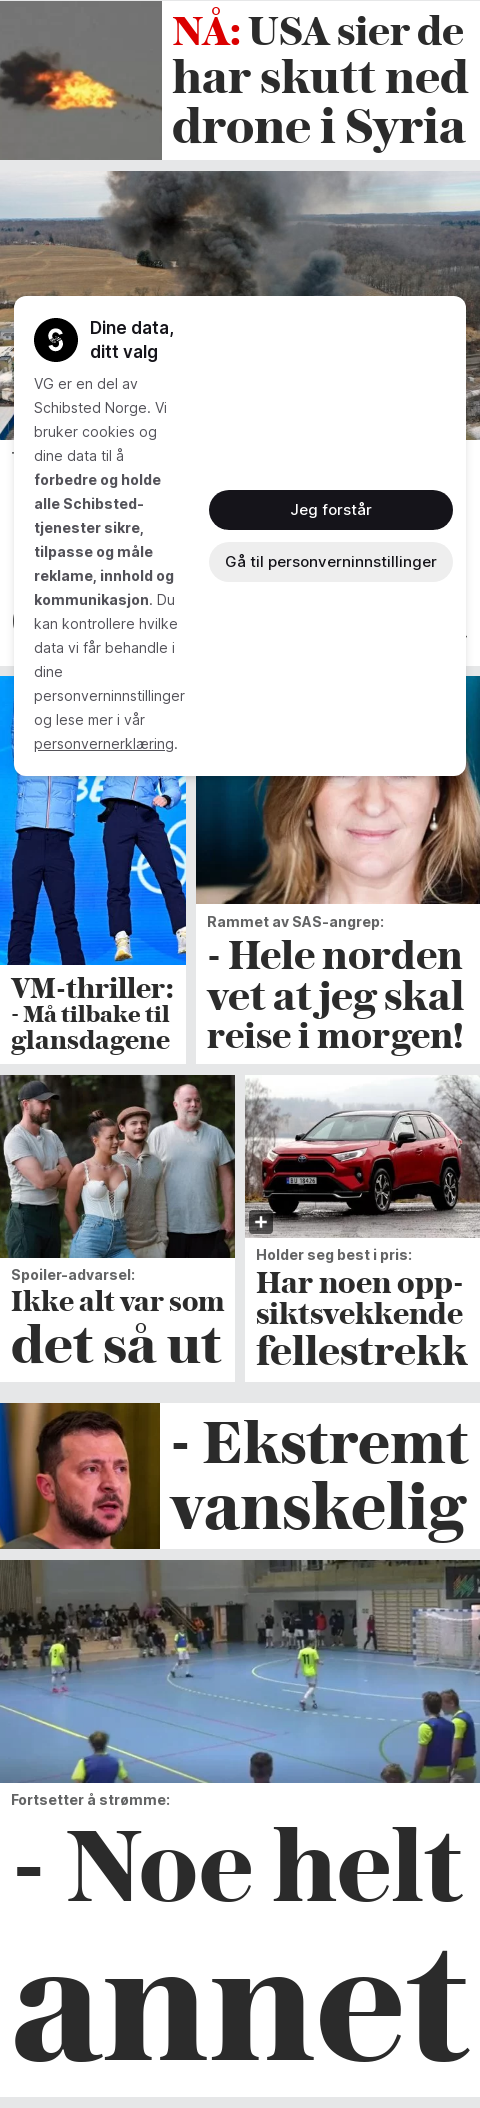 NÅ: USA sier de
har skutt ned
drone i Syria
Dine data,
ditt valg
VG er en del av
Schibsted Norge. Vi
bruker cookies og
dine data til å
forbedre og holde
alle Schibsted-
tjenester sikre,
tilpasse og måle
reklame, innhold og
kommunikasjon. Du
kan kontrollere hvilke
data vi får behandle i
dine
personverninnstillinger
og lese mer i vår
personvernerklæring.
Jeg forstår
Gå til personverninnstillinger
VM-thriller:
- Må tilbake til
glansdagene
Rammet av SAS-angrep:
- Hele norden
vet at jeg skal
reise i morgen!
Spoiler-advarsel:
Ikke alt var som
det så ut
Holder seg best i pris:
Har noen opp-
siktsvekkende
fellestrekk
- Ekstremt
vanskelig
Fortsetter å strømme:
- Noe helt
annet